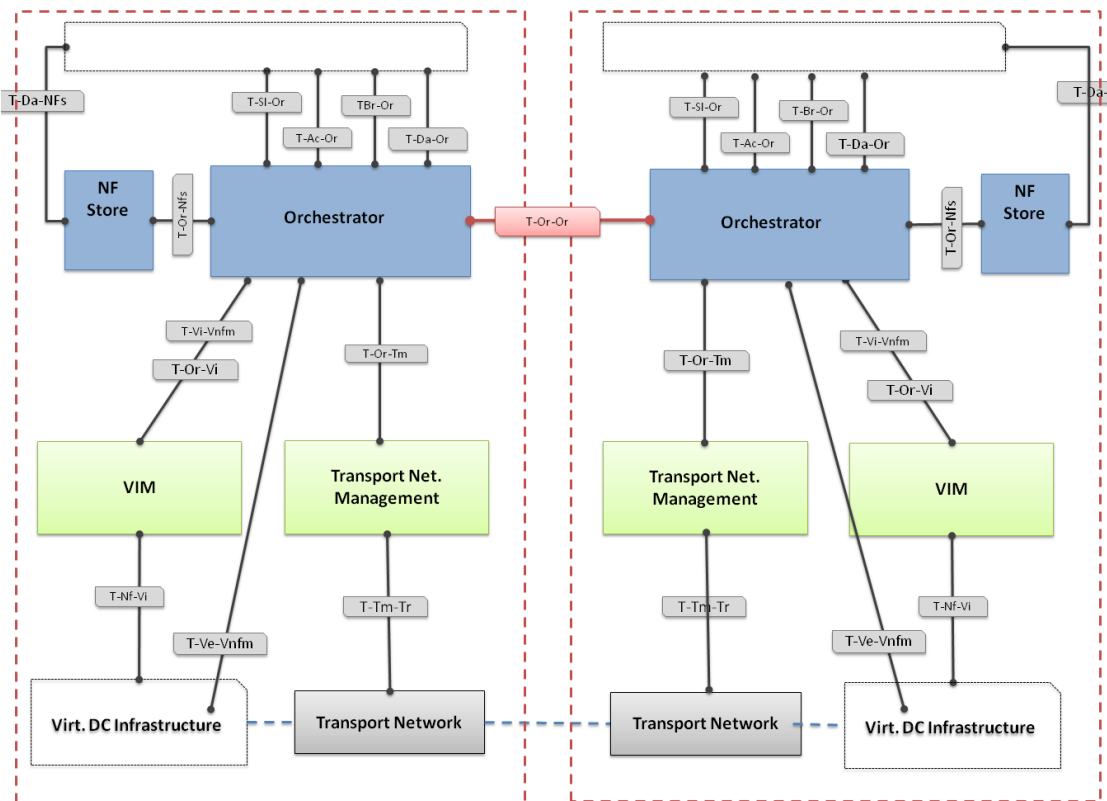 T-Da-NFs
T-Sl-Or
T-Ac-Or
TBr-Or
T-Da-Or
NF
Store
T-Or-Nfs
Orchestrator
T-Vi-Vnfm
T-Or-Vi
T-Or-Tm
VIM
Transport Net.
Management
T-Nf-Vi
T-Ve-Vnfm
T-Tm-Tr
Virt. DC Infrastructure
Transport Network
T-Or-Or
T-Sl-Or
T-Ac-Or
T-Br-Or
T-Da-Or
T-Da-
Orchestrator
T-Or-Nfs
NF
Store
T-Or-Tm
T-Vi-Vnfm
T-Or-Vi
Transport Net.
Management
VIM
T-Tm-Tr
T-Ve-Vnfm
T-Nf-Vi
Transport Network
Virt. DC Infrastructure